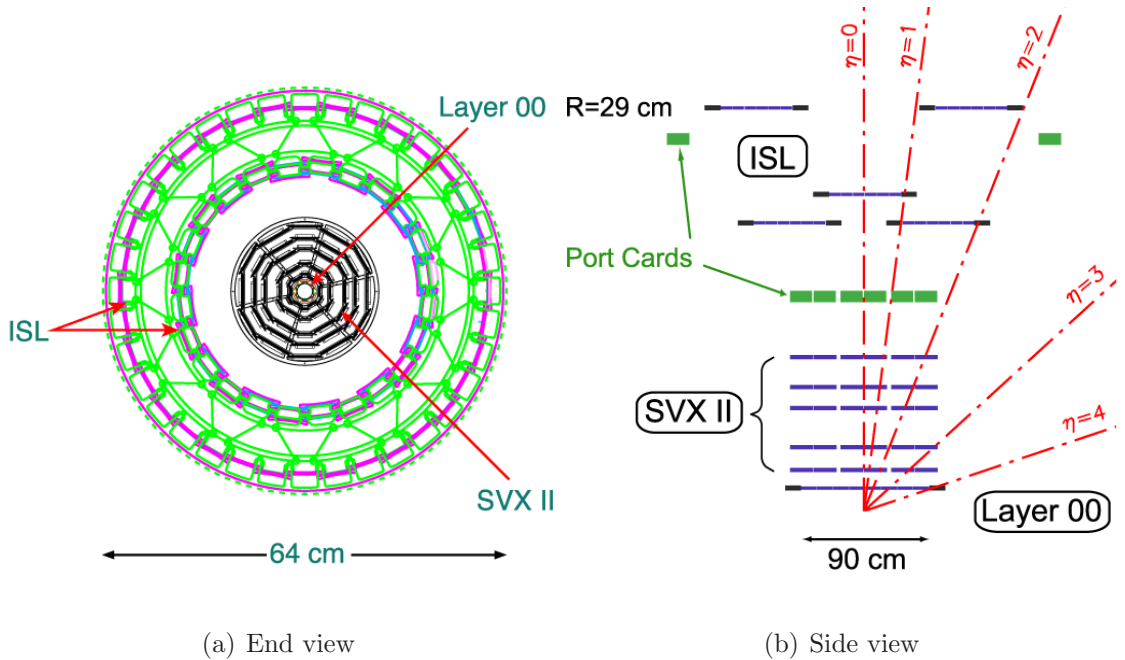 Layer 00
ISL
SVX II
64 cm
(a) End view
η=0
η=1
η=2
η=3
η=4
R=29 cm
ISL
Port Cards
SVX II
Layer 00
90 cm
(b) Side view